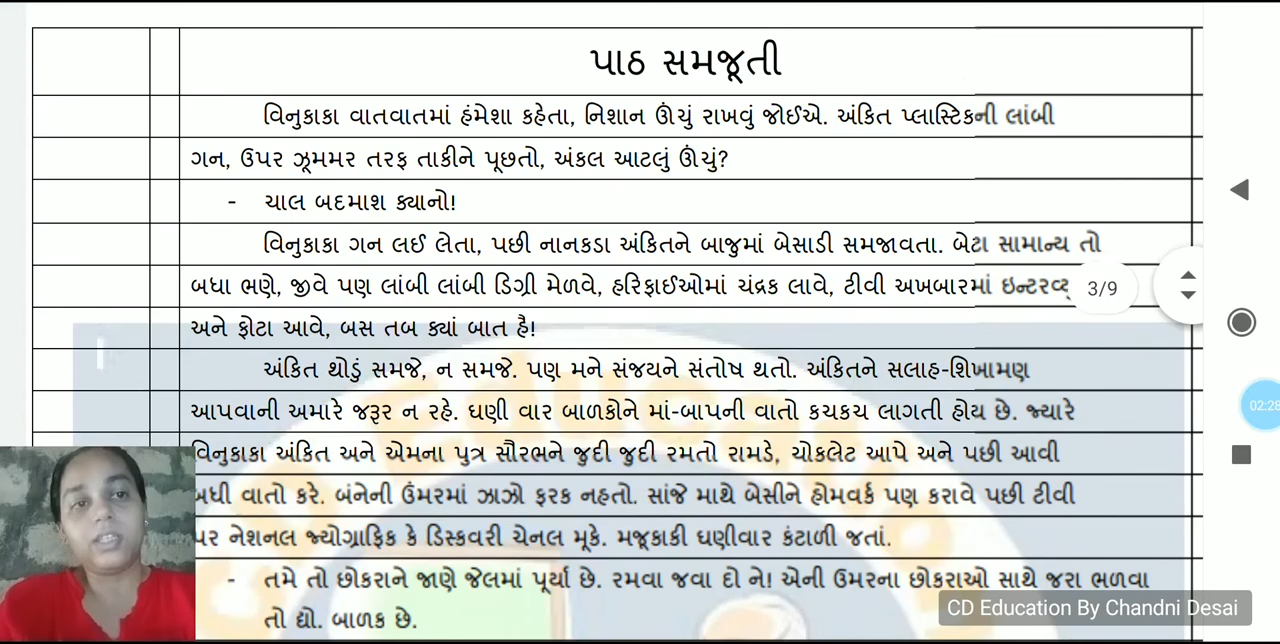 પાઠ સમજૂતી
વિનુકાકા વાતવાતમાં હંમેશા કહેતા, નિશાન ઊંચું રાખવું જોઈએ. અંકિત પ્લાસ્ટિકની લાંબી
ગન, ઉપર ઝૂમમર તરફ તાકીને પૂછતો, અંકલ આટલું ઊંચું?
- ચાલ બદમાશ ક્યાનો!
વિનુકાકા ગન લઈ લેતા, પછી નાનકડા અંકિતને બાજુમાં બેસાડી સમજાવતા. બેટા સામાન્ય તો
બધા ભણે, જીવે પણ લાંબી લાંબી ડિગ્રી મેળવે, હરિફાઈઓમાં ચંદ્રક લાવે, ટીવી અખબારમાં
3/9
અને ફોટા આવે, બસ તબ ક્યાં બાત હૈ!
અંકિત થોડું સમજે, ન સમજે. પણ મને સંજયને સંતોષ થતો. અંકિતને સલાહ-શિખામણ
આપવાની અમારે જરૂર ન રહે. ઘણી વાર બાળકોને માં-બાપની વાતો કચકચ લાગતી હોય છે. જ્યારે
02:28
વિનુકાકા અંકિત અને એમના પુત્ર સૌરભને જુદી જુદી રમતો રામડે, ચોકલેટ આપે અને પછી આવી
બધી વાતો કરે. બંનેની ઉંમરમાં ઝાઝો ફરક નહતો. સાંજે માથે બેસીને હોમવર્ક પણ કરાવે પછી ટીવી
પર નેશનલ જ્યોગ્રાફિક કે ડિસ્કવરી ચેનલ મૂકે. મજૂકાકી ઘણીવાર કંટાળી જતાં.
- તમે તો છોકરાને જાણે જેલમાં પૂર્યા છે. રમવા જવા દો ને! એની ઉમરના છોકરાઓ સાથે જરા ભળવા
તો દ્યો. બાળક છે.
CD Education By Chandni Desai